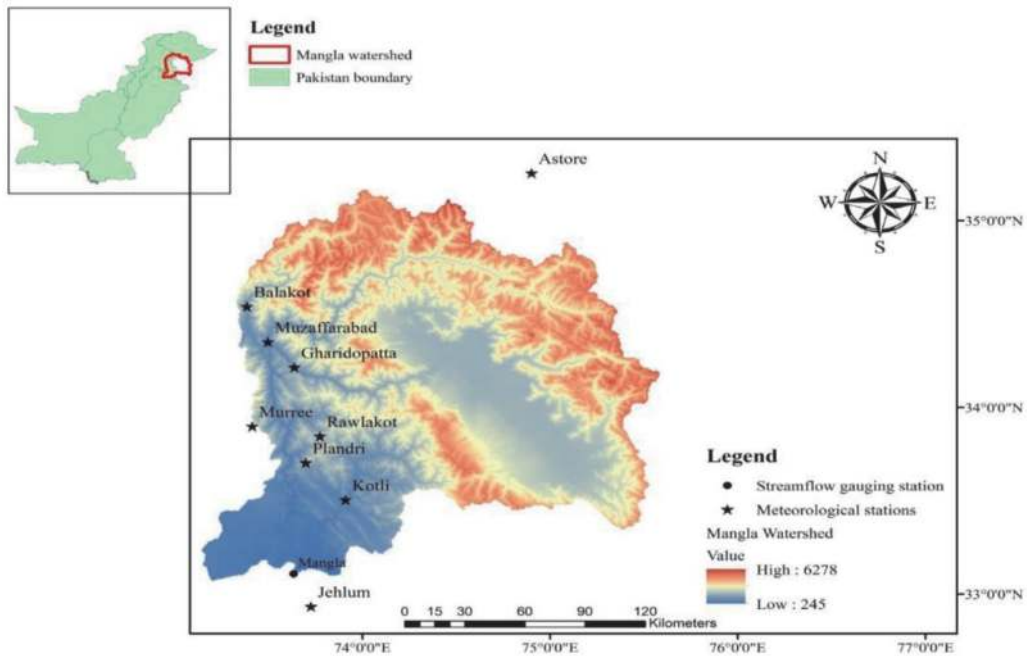 Legend
Mangla watershed
Pakistan boundary
Astore
N
W E
S
35°0'0"N
Balakot
Muzaffarabad
Gharidopatta
34°0'0"N
Murree
Rawlakot
Plandri
Legend
Kotli
Streamflow gauging station
Meteorological stations
Mangla Watershed
Value
High : 6278
Low : 245
Mangla
Jehlum
33°0'0"N
0 15 30 60 90 120
Kilometers
74°0'0"E 75°0'0"E 76°0'0"E 77°0'0"E